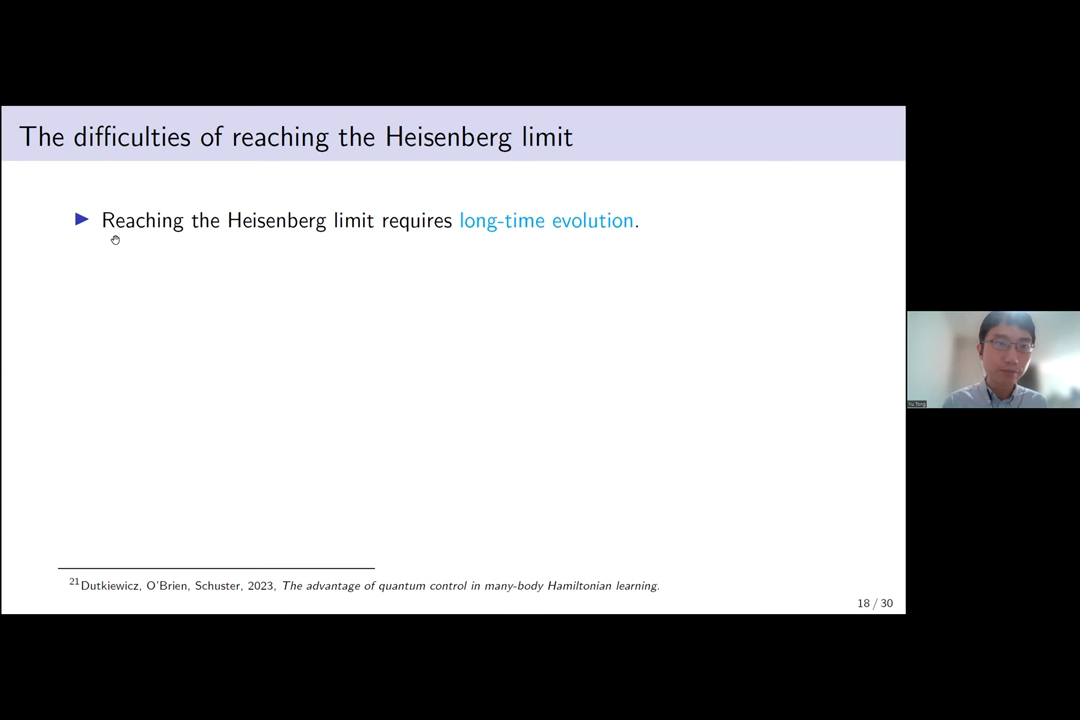 The difficulties of reaching the Heisenberg limit
▶ Reaching the Heisenberg limit requires long-time evolution.
21Dutkiewicz, O'Brien, Schuster, 2023, The advantage of quantum control in many-body Hamiltonian learning.
18 / 30